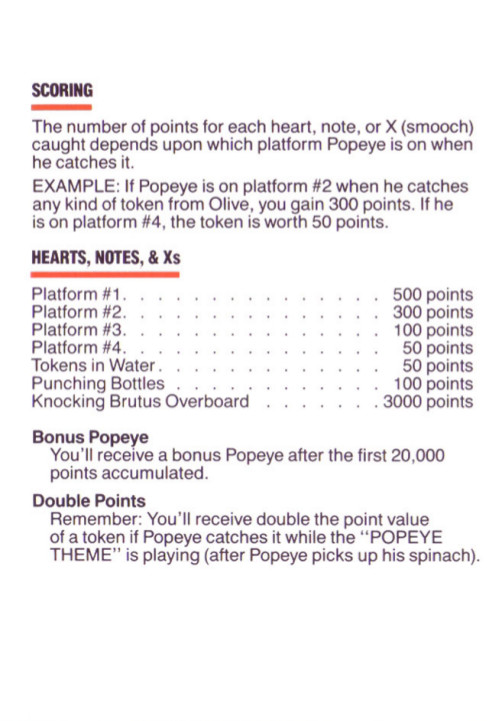 SCORING
The number of points for each heart, note, or X (smooch)
caught depends upon which platform Popeye is on when
he catches it.
EXAMPLE: If Popeye is on platform #2 when he catches
any kind of token from Olive, you gain 300 points. If he
is on platform #4, the token is worth 50 points.
HEARTS, NOTES, & Xs
Platform #1. . . . . . . . . . . . . . . 500 points
Platform #2. . . . . . . . . . . . . . . 300 points
Platform #3. . . . . . . . . . . . . . . 100 points
Platform #4. . . . . . . . . . . . . . . 50 points
Tokens in Water. . . . . . . . . . . . . 50 points
Punching Bottles . . . . . . . . . . . . 100 points
Knocking Brutus Overboard . . . . . . . 3000 points
Bonus Popeye
You'll receive a bonus Popeye after the first 20,000
points accumulated.
Double Points
Remember: You'll receive double the point value
of a token if Popeye catches it while the "POPEYE
THEME" is playing (after Popeye picks up his spinach).